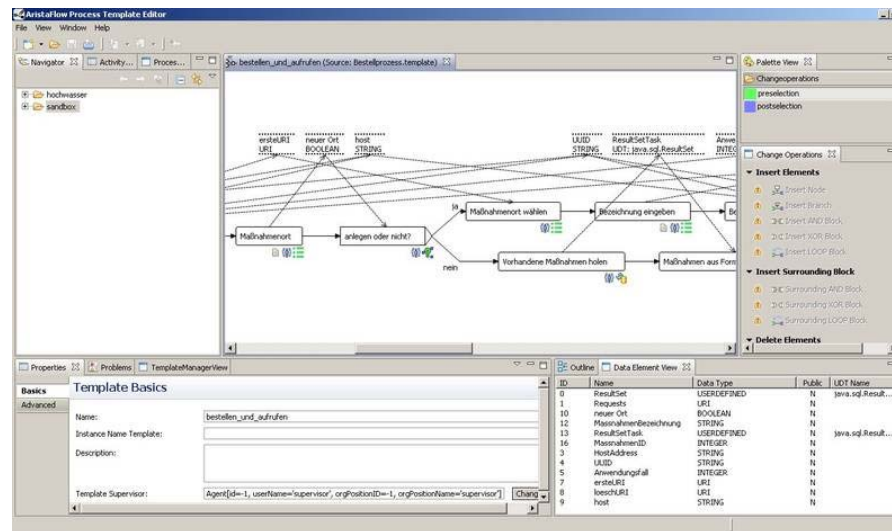 AristaFlow Process Template Editor
File View Window Help
Navigator Activity... Proces...
hochwasser
sandbox
bestellen_und_aufrufen (Source: Bestellprozess.template)
ersteURI neuer Ort host UUID ResultSetTask Anwe
URI BOOLEAN STRING STRING UDT: java.sql.ResultSet INTEG
ja
Maßnahmenort wählen Bezeichnung eingeben Be
Maßnahmenort anlegen oder nicht?
nein
Vorhandene Maßnahmen holen Maßnahmen aus Form
Palette View
Changeoperations
preselection
postselection
Change Operations
Insert Elements
Insert Node
Insert Branch
Insert AND Block
Insert XOR Block
Insert LOOP Block
Insert Surrounding Block
Surrounding AND Block
Surrounding XOR Block
Surrounding LOOP Block
Delete Elements
Properties Problems TemplateManagerView
Basics
Advanced
Template Basics
Name: bestellen_und_aufrufen
Instance Name Template:
Description:
Template Supervisor: Agent[id=-1, userName='supervisor', orgPositionID=-1, orgPositionName='supervisor'] Chang
Outline Data Element View
ID Name Data Type Public UDT Name
0 ResultSet USERDEFINED N java.sql.Result...
1 Requests URI N
10 neuer Ort BOOLEAN N
12 MassnahmenBezeichnung STRING N
13 ResultSetTask USERDEFINED N java.sql.Result...
16 MassnahmenID INTEGER N
3 HostAddress STRING N
4 UUID STRING N
5 Anwendungsfall INTEGER N
7 ersteURI URI N
8 loeschURI URI N
9 host STRING N